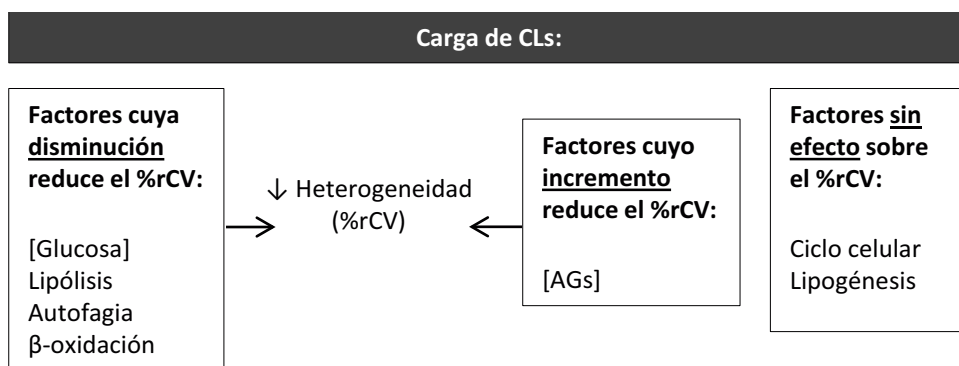 Carga de CLs:
Factores cuya
disminución
reduce el %rCV:
[Glucosa]
Lipólisis
Autofagia
β-oxidación
↓ Heterogeneidad
(%rCV)
Factores cuyo
incremento
reduce el %rCV:
[AGs]
Factores sin
efecto sobre
el %rCV:
Ciclo celular
Lipogénesis